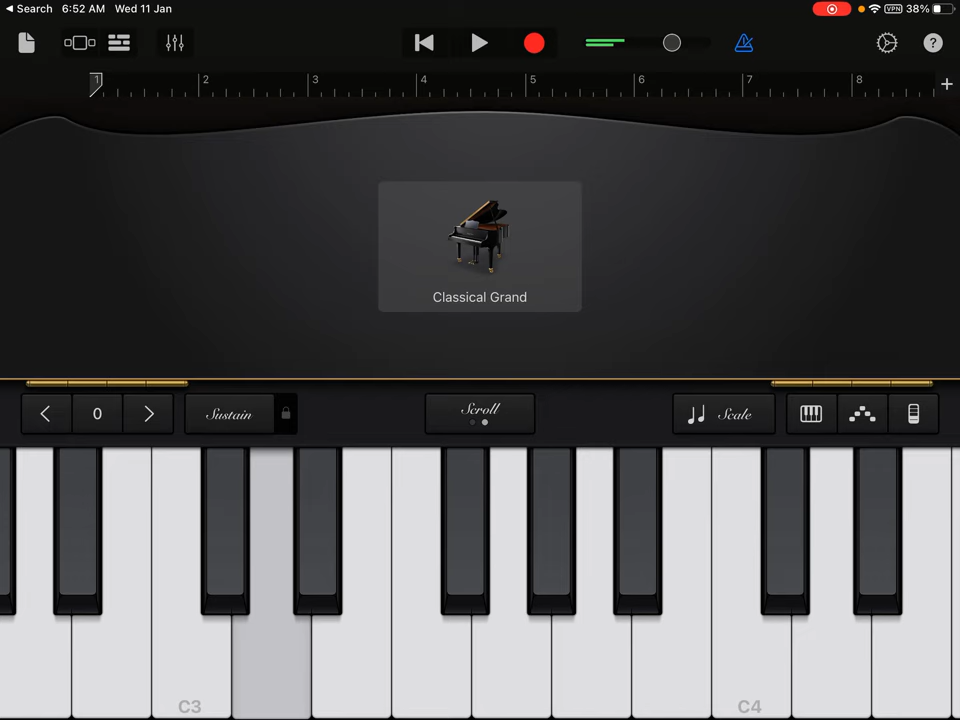 ◀ Search 6:52 AM Wed 11 Jan VPN 38%
?
1 2 3 4 5 6 7 8 +
Classical Grand
0 Sustain Scroll Scale
C3 C4